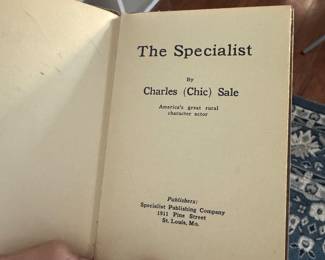 The Specialist
By
Charles (Chic) Sale
America's great rural
character actor
Publishers:
Specialist Publishing Company
1911 Pine Street
St. Louis, Mo.